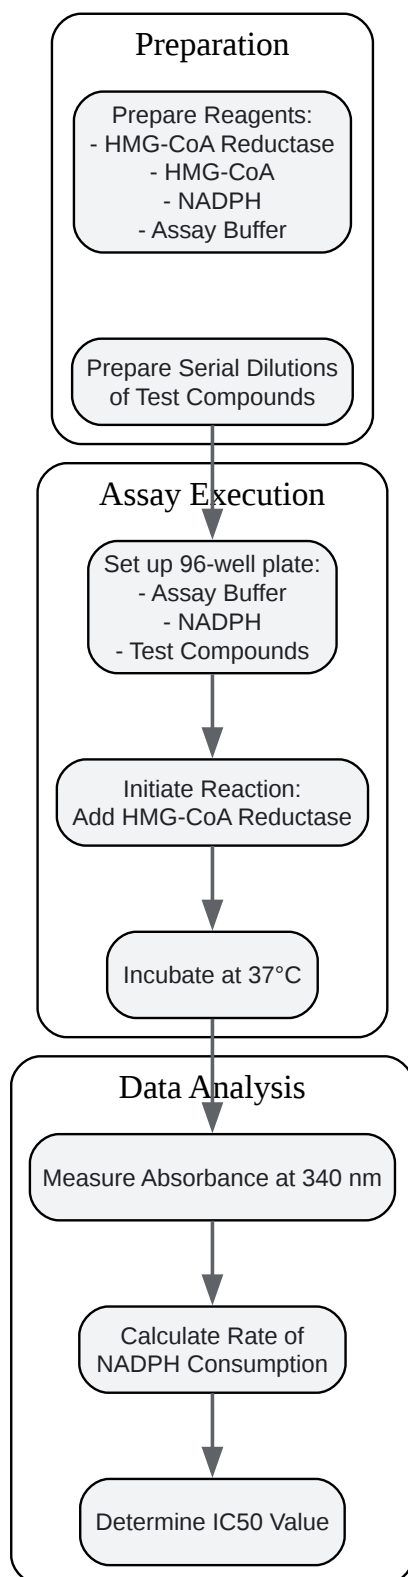 Preparation
Prepare Reagents:
- HMG-CoA Reductase
- HMG-CoA
- NADPH
- Assay Buffer
Prepare Serial Dilutions
of Test Compounds
Assay Execution
Set up 96-well plate:
- Assay Buffer
- NADPH
- Test Compounds
Initiate Reaction:
Add HMG-CoA Reductase
Incubate at 37°C
Data Analysis
Measure Absorbance at 340 nm
Calculate Rate of
NADPH Consumption
Determine IC50 Value